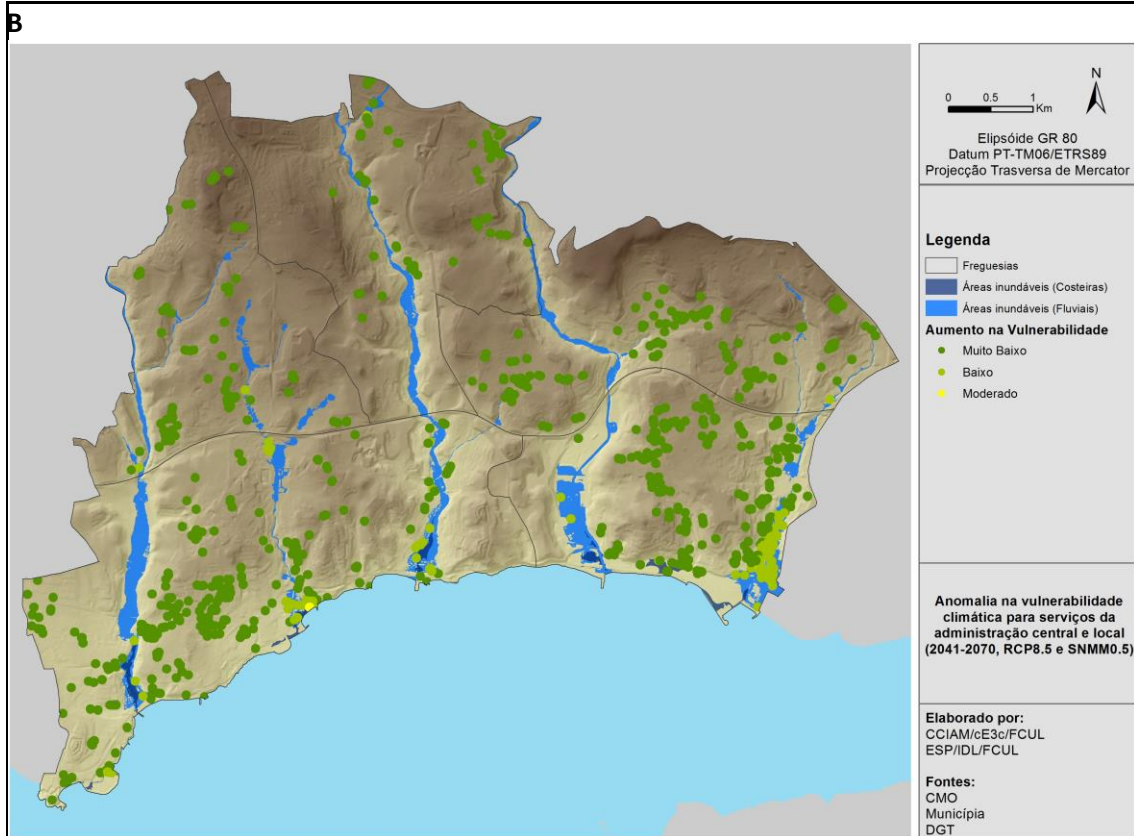 B
N
0 0.5 1
Km
Elipsóide GR 80
Datum PT-TM06/ETRS89
Projecção Trasversa de Mercator
Legenda
Freguesias
Áreas inundáveis (Costeiras)
Áreas inundáveis (Fluviais)
Aumento na Vulnerabilidade
Muito Baixo
Baixo
Moderado
Anomalia na vulnerabilidade
climática para serviços da
administração central e local
(2041-2070, RCP8.5 e SNMM0.5)
Elaborado por:
CCIAM/cE3c/FCUL
ESP/IDL/FCUL
Fontes:
CMO
Município
DGT